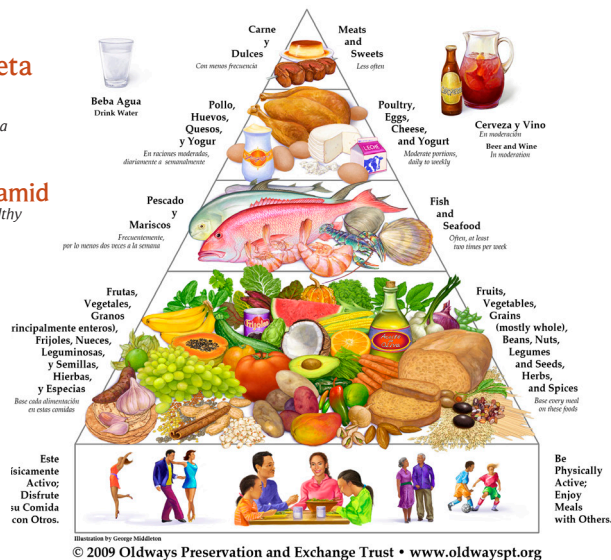 eta
a
amid
lthy
Beba Agua
Drink Water
Carne
y
Dulces
Con menos frecuencia
Meats
and
Sweets
Less often
Cerveza y Vino
En moderación
Beer and Wine
In moderation
Pollo,
Huevos,
Quesos,
y Yogur
En raciones moderadas,
diariamente a semanalmente
Poultry,
Eggs,
Cheese,
and Yogurt
Moderate portions,
daily to weekly
LECHE
Pescado
y
Mariscos
Frecuentemente,
por lo menos dos veces a la semana
Fish
and
Seafood
Often, at least
two times per week
Frutas,
Vegetales,
Granos
rincipalmente enteros),
Frijoles, Nueces,
Leguminosas,
y Semillas,
Hierbas,
y Especias
Base cada alimentación
en estas comidas
Fruits,
Vegetables,
Grains
(mostly whole),
Beans, Nuts,
Legumes
and Seeds,
Herbs,
and Spices
Base every meal
on these foods
Frijoles
Aceite
Oliva
Este
ísicamente
Activo;
Disfrute
su Comida
con Otros.
Be
Physically
Active;
Enjoy
Meals
with Others.
Illustration by George Middleton
© 2009 Oldways Preservation and Exchange Trust • www.oldwayspt.org